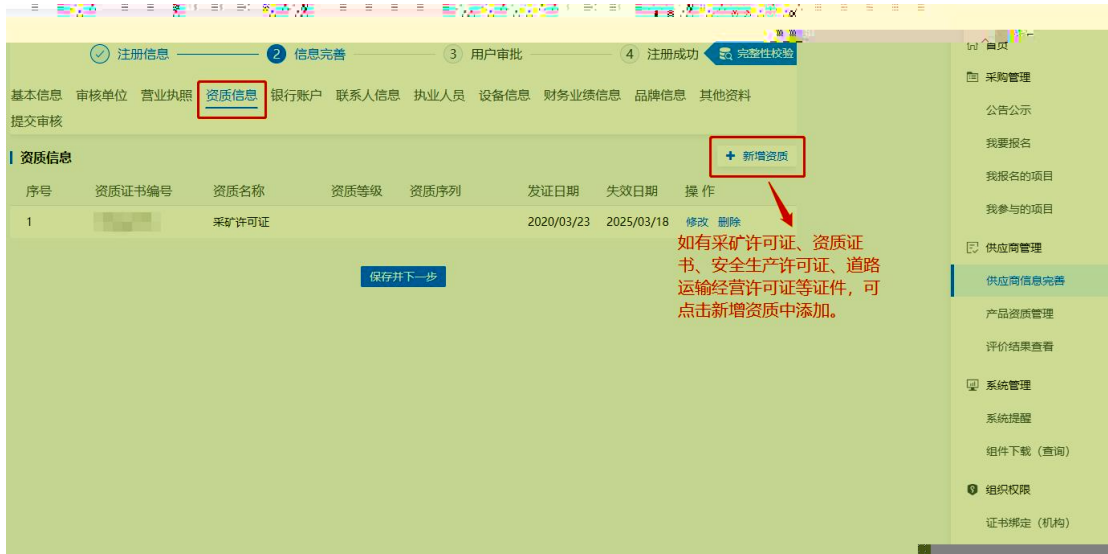 注册信息 2 信息完善 3 用户审批 4 注册成功 完整性校验
基本信息 审核单位 营业执照 资质信息 银行账户 联系人信息 执业人员 设备信息 财务业绩信息 品牌信息 其他资料
提交审核
资质信息 + 新增资质
序号 资质证书编号 资质名称 资质等级 资质序列 发证日期 失效日期 操作
1 采矿许可证 2020/03/23 2025/03/18 修改 删除
保存并下一步
如有采矿许可证、资质证
书、安全生产许可证、道路
运输经营许可证等证件，可
点击新增资质中添加。
首页
采购管理
公告公示
我要报名
我报名的项目
我参与的项目
供应商管理
供应商信息完善
产品资质管理
评价结果查看
系统管理
系统提醒
组件下载（查询）
组织权限
证书绑定（机构）